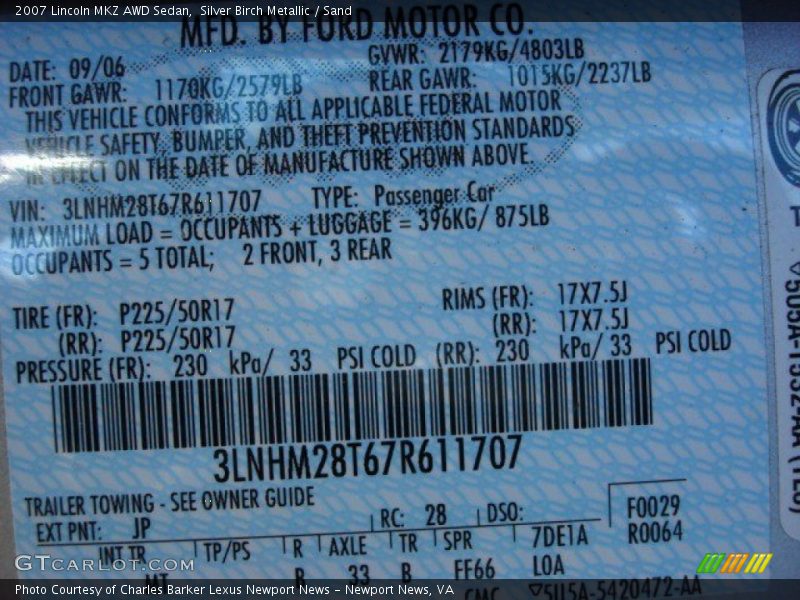 2007 Lincoln MKZ AWD Sedan, Silver Birch Metallic / Sand
MFD. BY FORD MOTOR CO.
DATE: 09/06 GVWR: 2179KG/4803LB
FRONT GAWR: 1170KG/2579LB REAR GAWR: 1015KG/2237LB
THIS VEHICLE CONFORMS TO ALL APPLICABLE FEDERAL MOTOR
VEHICLE SAFETY, BUMPER, AND THEFT PREVENTION STANDARDS
IN EFFECT ON THE DATE OF MANUFACTURE SHOWN ABOVE.
VIN: 3LNHM28T67R611707 TYPE: Passenger Car
MAXIMUM LOAD = OCCUPANTS + LUGGAGE = 396KG/ 875LB
OCCUPANTS = 5 TOTAL; 2 FRONT, 3 REAR
TIRE (FR): P225/50R17 RIMS (FR): 17X7.5J
(RR): P225/50R17 (RR): 17X7.5J
PRESSURE (FR): 230 kPa/ 33 PSI COLD (RR): 230 kPa/ 33 PSI COLD
3LNHM28T67R611707
TRAILER TOWING - SEE OWNER GUIDE
EXT PNT: JP RC: 28 DSO: F0029
R0064
INT TR TP/PS R AXLE TR SPR 7DE1A
33 B FF66 LOA
5U5A-5420472-AA
GTCARLOT.COM
Photo Courtesy of Charles Barker Lexus Newport News – Newport News, VA